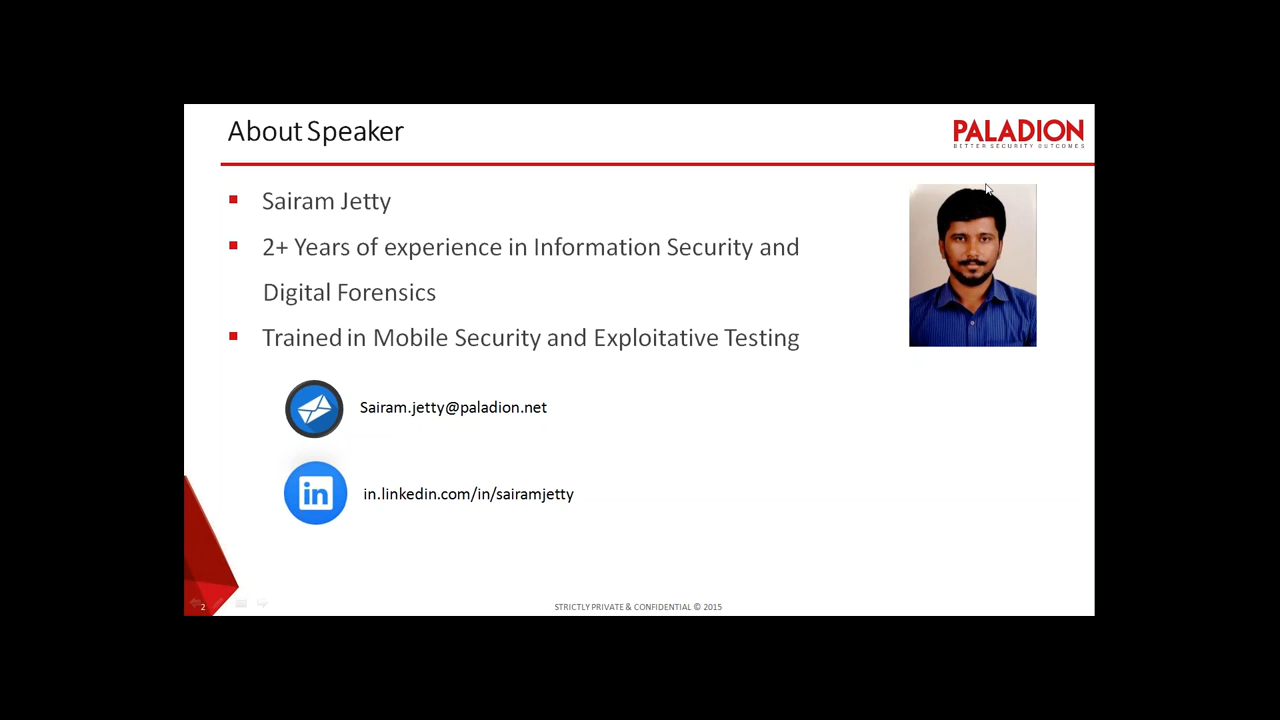 About Speaker
PALADION
BETTER SECURITY OUTCOMES
Sairam Jetty
2+ Years of experience in Information Security and
Digital Forensics
Trained in Mobile Security and Exploitative Testing
Sairam.jetty@paladion.net
in
in.linkedin.com/in/sairamjetty
2
STRICTLY PRIVATE & CONFIDENTIAL © 2015